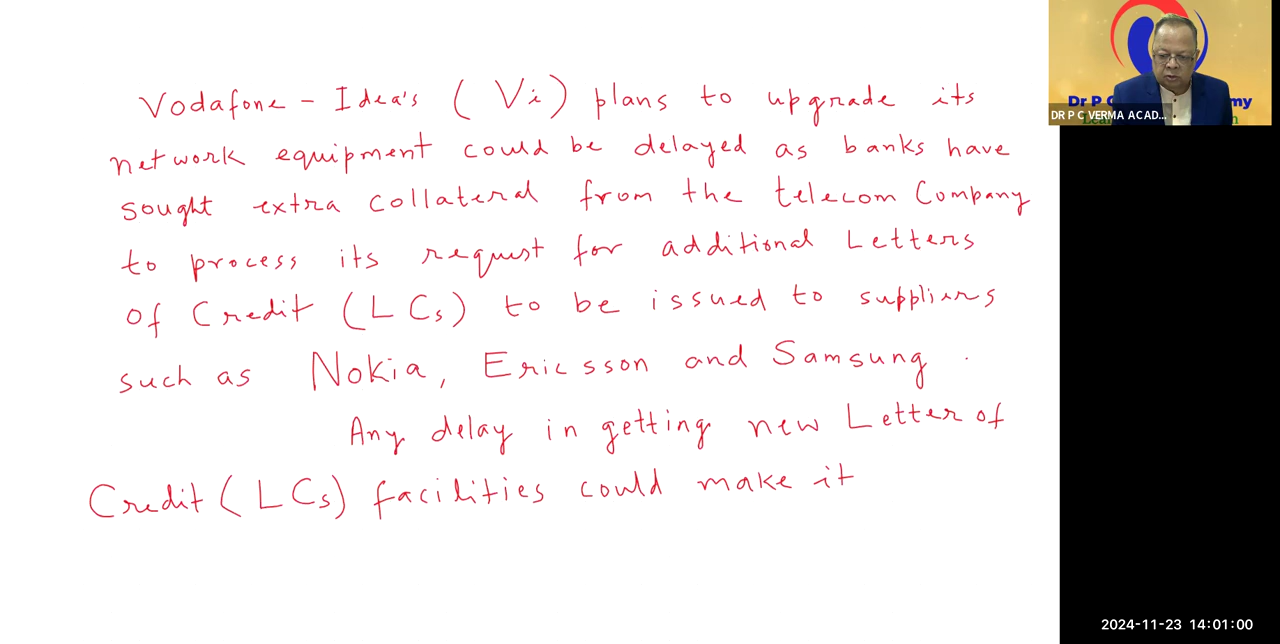 Vodafone - Idea's (Vi) plans to upgrade its
network equipment could be delayed as banks have
sought extra collateral from the telecom Company
to process its request for additional Letters
of Credit (LCs) to be issued to suppliers
such as Nokia, Ericsson and Samsung.
Any delay in getting new Letter of
Credit (LCs) facilities could make it
Dr P C my
DR P C VERMA ACAD...
2024-11-23 14:01:00